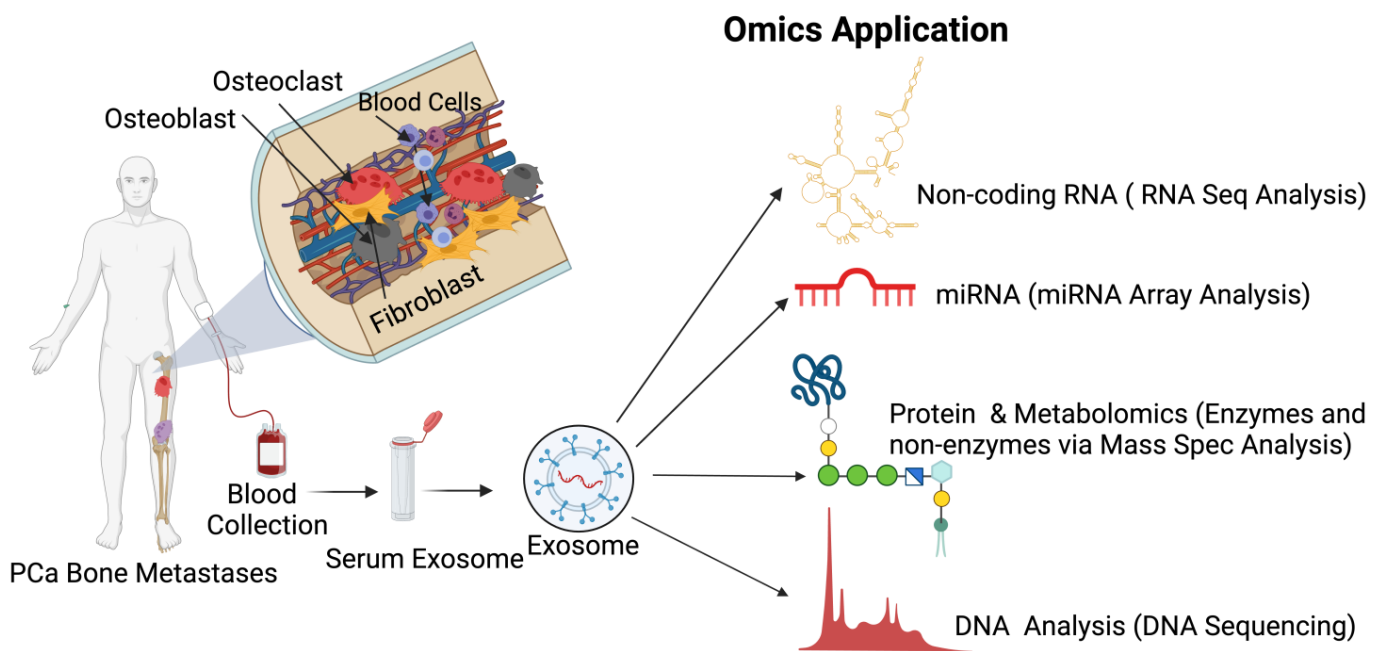 Omics Application
Osteoclast
Blood Cells
Osteoblast
Fibroblast
Non-coding RNA ( RNA Seq Analysis)
miRNA (miRNA Array Analysis)
Protein & Metabolomics (Enzymes and
non-enzymes via Mass Spec Analysis)
Blood
Collection
Serum Exosome
Exosome
PCa Bone Metastases
DNA Analysis (DNA Sequencing)